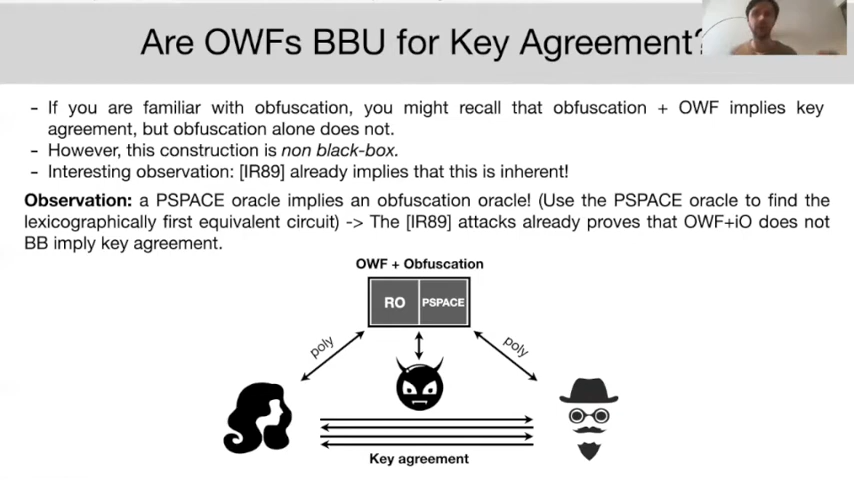 Are OWFs BBU for Key Agreement?
- If you are familiar with obfuscation, you might recall that obfuscation + OWF implies key
agreement, but obfuscation alone does not.
- However, this construction is non black-box.
- Interesting observation: [IR89] already implies that this is inherent!
Observation: a PSPACE oracle implies an obfuscation oracle! (Use the PSPACE oracle to find the
lexicographically first equivalent circuit) -> The [IR89] attacks already proves that OWF+iO does not
BB imply key agreement.
OWF + Obfuscation
RO PSPACE
poly poly
Key agreement